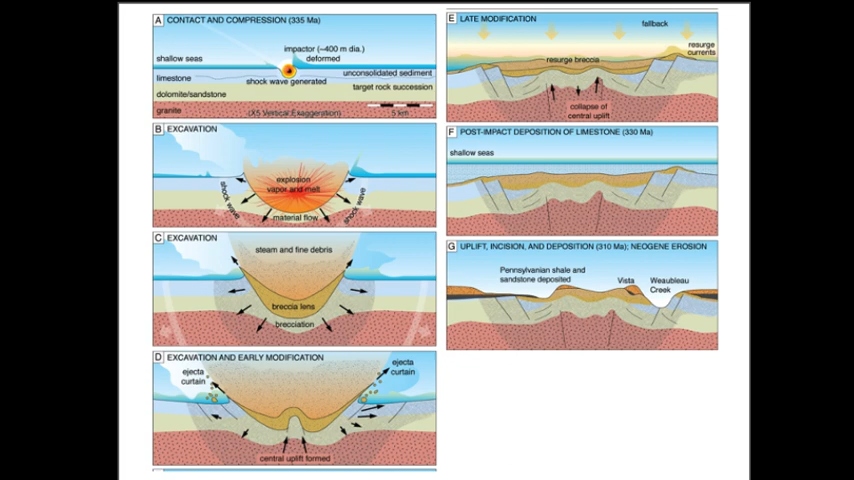 A CONTACT AND COMPRESSION (335 Ma)
impactor (~400 m dia.)
deformed
shallow seas
unconsolidated sediment
limestone
shock wave generated
target rock succession
dolomite/sandstone
granite
(X5 Vertical Exaggeration)
5 km
B EXCAVATION
explosion
vapor and melt
shock wave
shock wave
material flow
C EXCAVATION
steam and fine debris
breccia lens
brecciation
D EXCAVATION AND EARLY MODIFICATION
ejecta
curtain
ejecta
curtain
central uplift formed
E LATE MODIFICATION
fallback
resurge
currents
resurge breccia
collapse of
central uplift
F POST-IMPACT DEPOSITION OF LIMESTONE (330 Ma)
shallow seas
G UPLIFT, INCISION, AND DEPOSITION (310 Ma); NEOGENE EROSION
Pennsylvanian shale and
sandstone deposited
Vista
Weaubleau
Creek